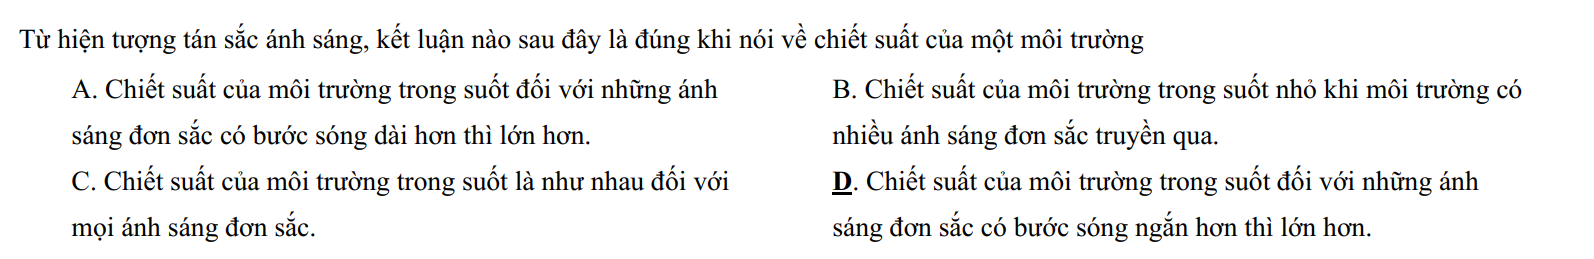 Từ hiện tượng tán sắc ánh sáng, kết luận nào sau đây là đúng khi nói về chiết suất của một môi trường
A. Chiết suất của môi trường trong suốt đối với những ánh
sáng đơn sắc có bước sóng dài hơn thì lớn hơn.
B. Chiết suất của môi trường trong suốt nhỏ khi môi trường có
nhiều ánh sáng đơn sắc truyền qua.
C. Chiết suất của môi trường trong suốt là như nhau đối với
mọi ánh sáng đơn sắc.
D. Chiết suất của môi trường trong suốt đối với những ánh
sáng đơn sắc có bước sóng ngắn hơn thì lớn hơn.